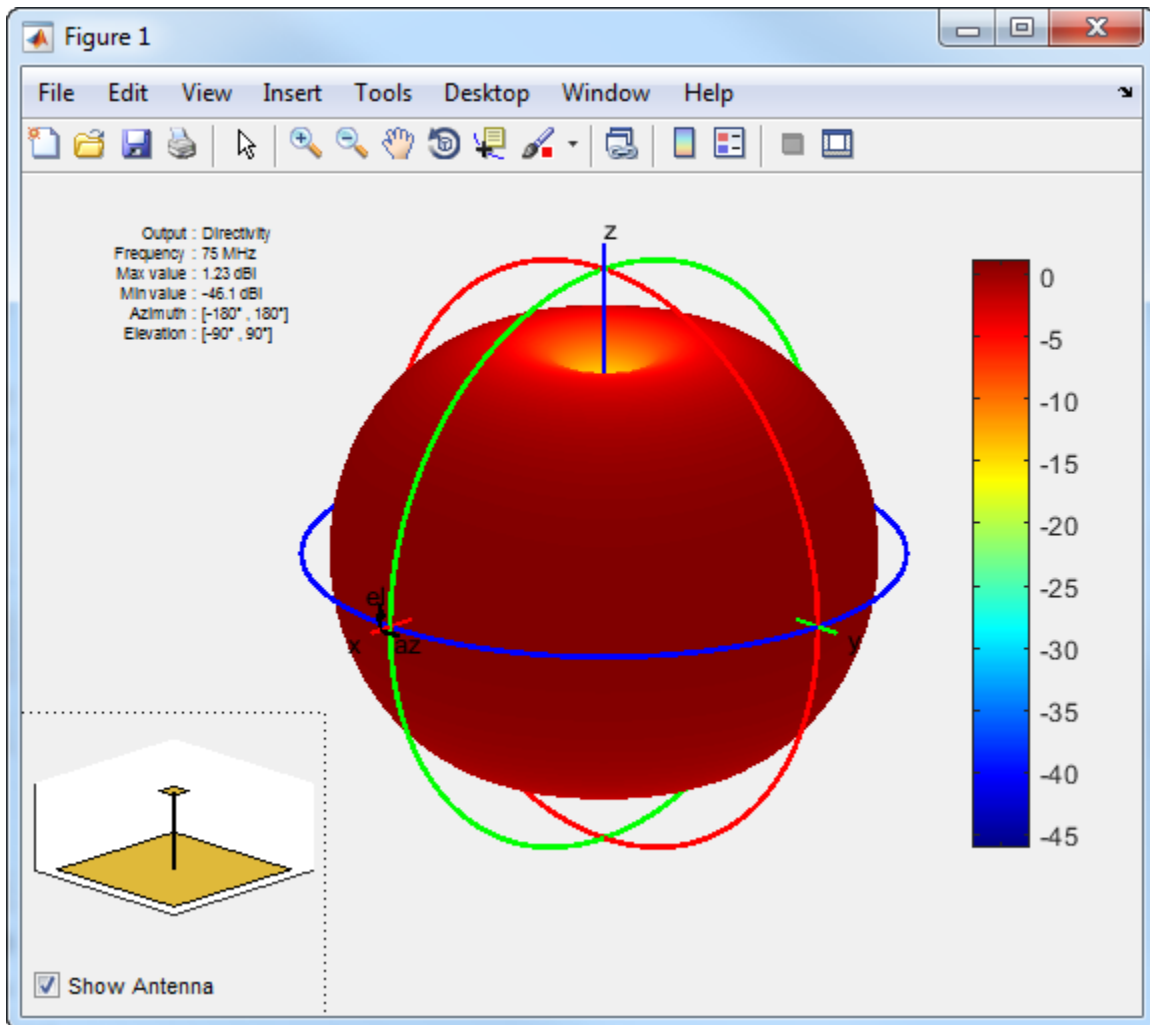 Figure 1
File Edit View Insert Tools Desktop Window Help
Output : Directivity
Frequency : 75 MHz
Max value : 1.23 dBi
Min value : -46.1 dBi
Azimuth : [-180° , 180°]
Elevation : [-90° , 90°]
z
0
-5
-10
-15
-20
-25
-30
-35
-40
-45
el
x az y
Show Antenna